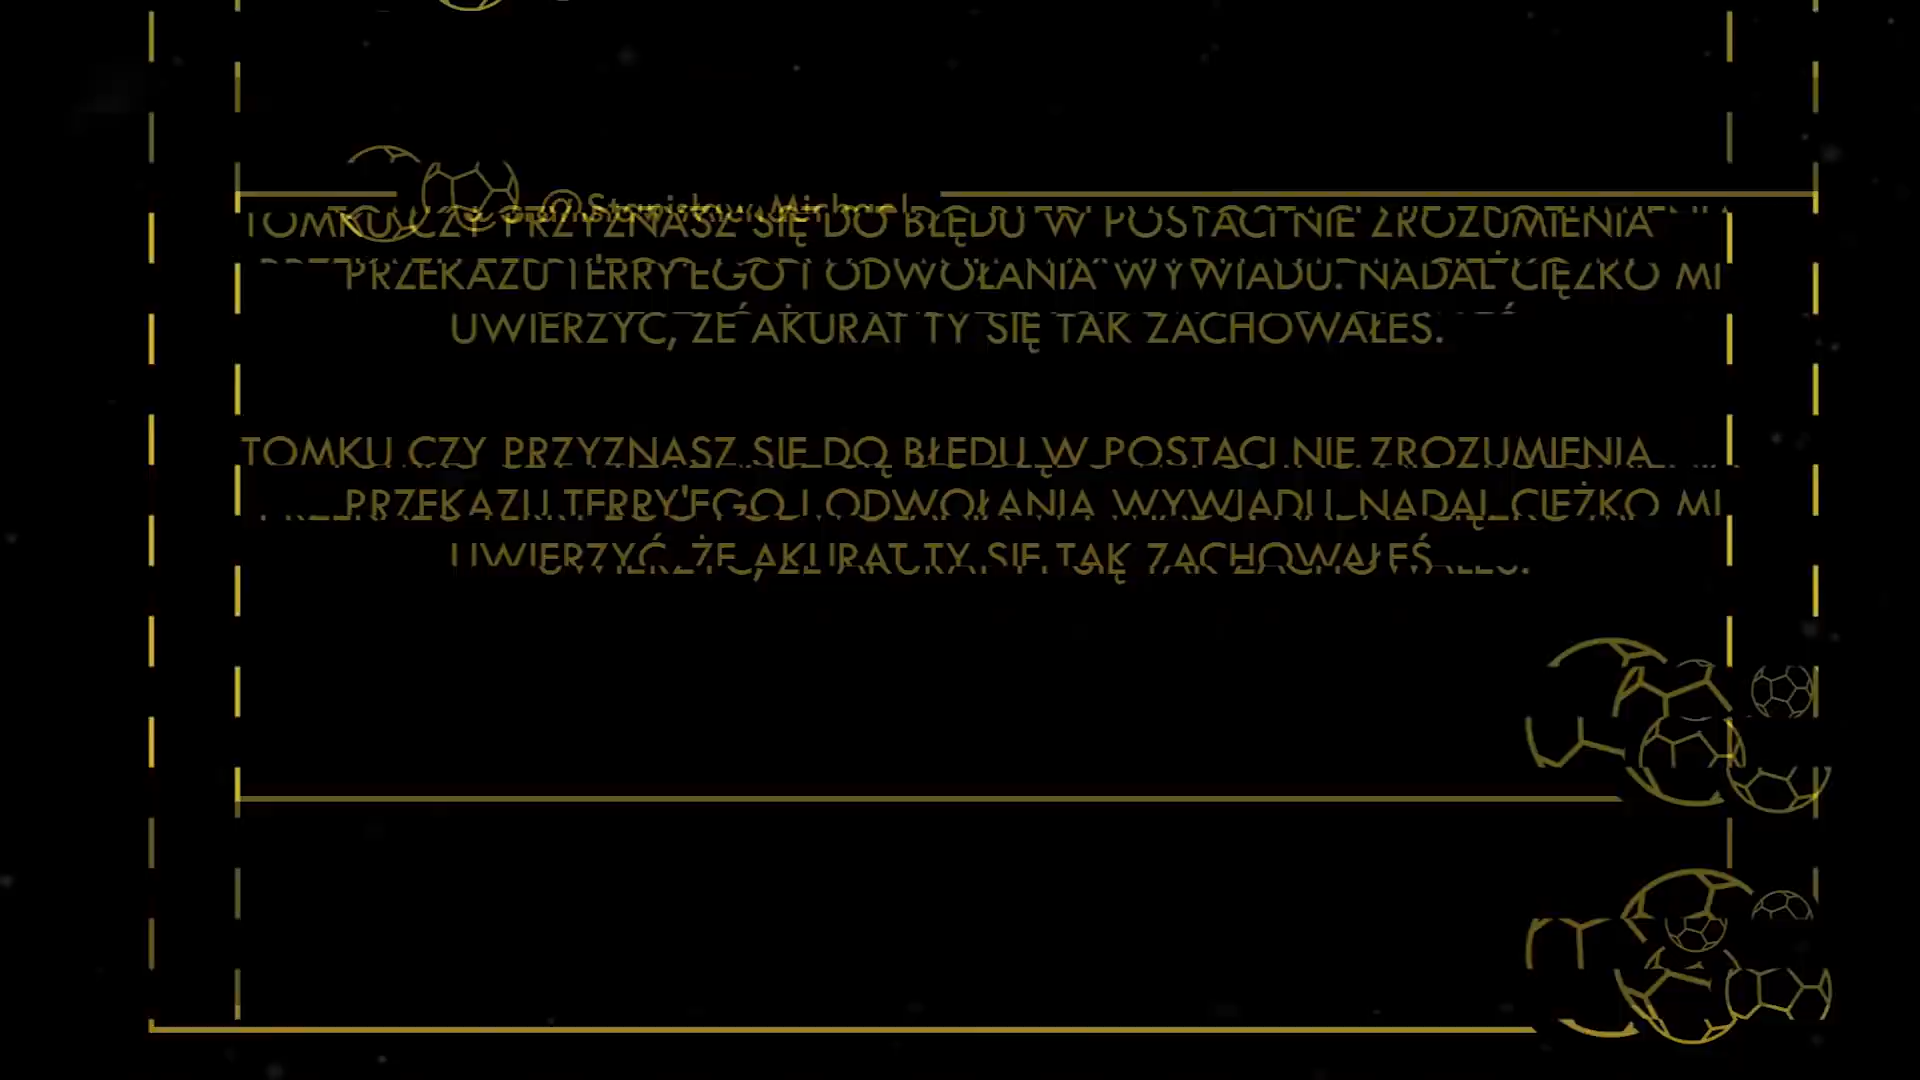 @Stanisław Michael
TOMKU CZY PRZYZNASZ SIĘ DO BŁĘDU W POSTACI NIE ZROZUMIENIA
PRZEKAZU TERRY'EGO I ODWOŁANIA WYWIADU. NADAL CIĘŻKO MI
UWIERZYĆ, ŻE AKURAT TY SIĘ TAK ZACHOWAŁEŚ.
TOMKU CZY PRZYZNASZ SIĘ DO BŁĘDU W POSTACI NIE ZROZUMIENIA
PRZEKAZU TERRY'EGO I ODWOŁANIA WYWIADU. NADAL CIĘŻKO MI
UWIERZYĆ, ŻE AKURAT TY SIĘ TAK ZACHOWAŁEŚ.